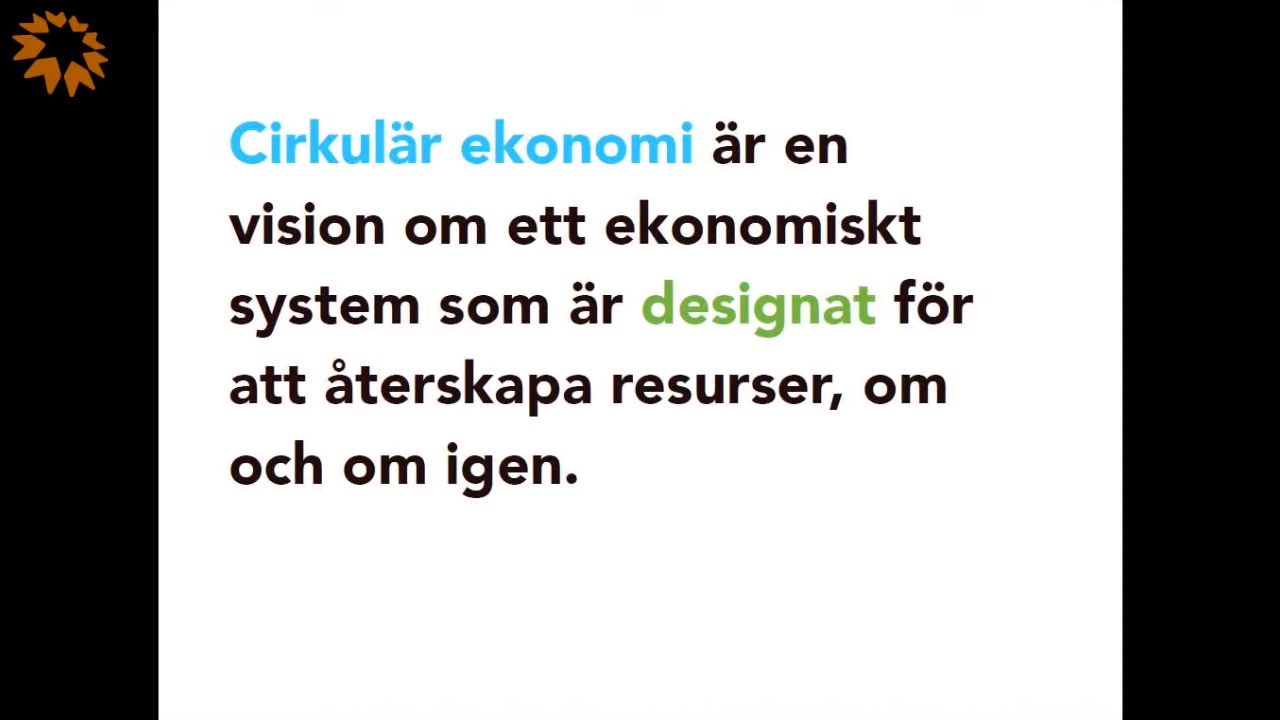 Cirkulär ekonomi är en
vision om ett ekonomiskt
system som är designat för
att återskapa resurser, om
och om igen.